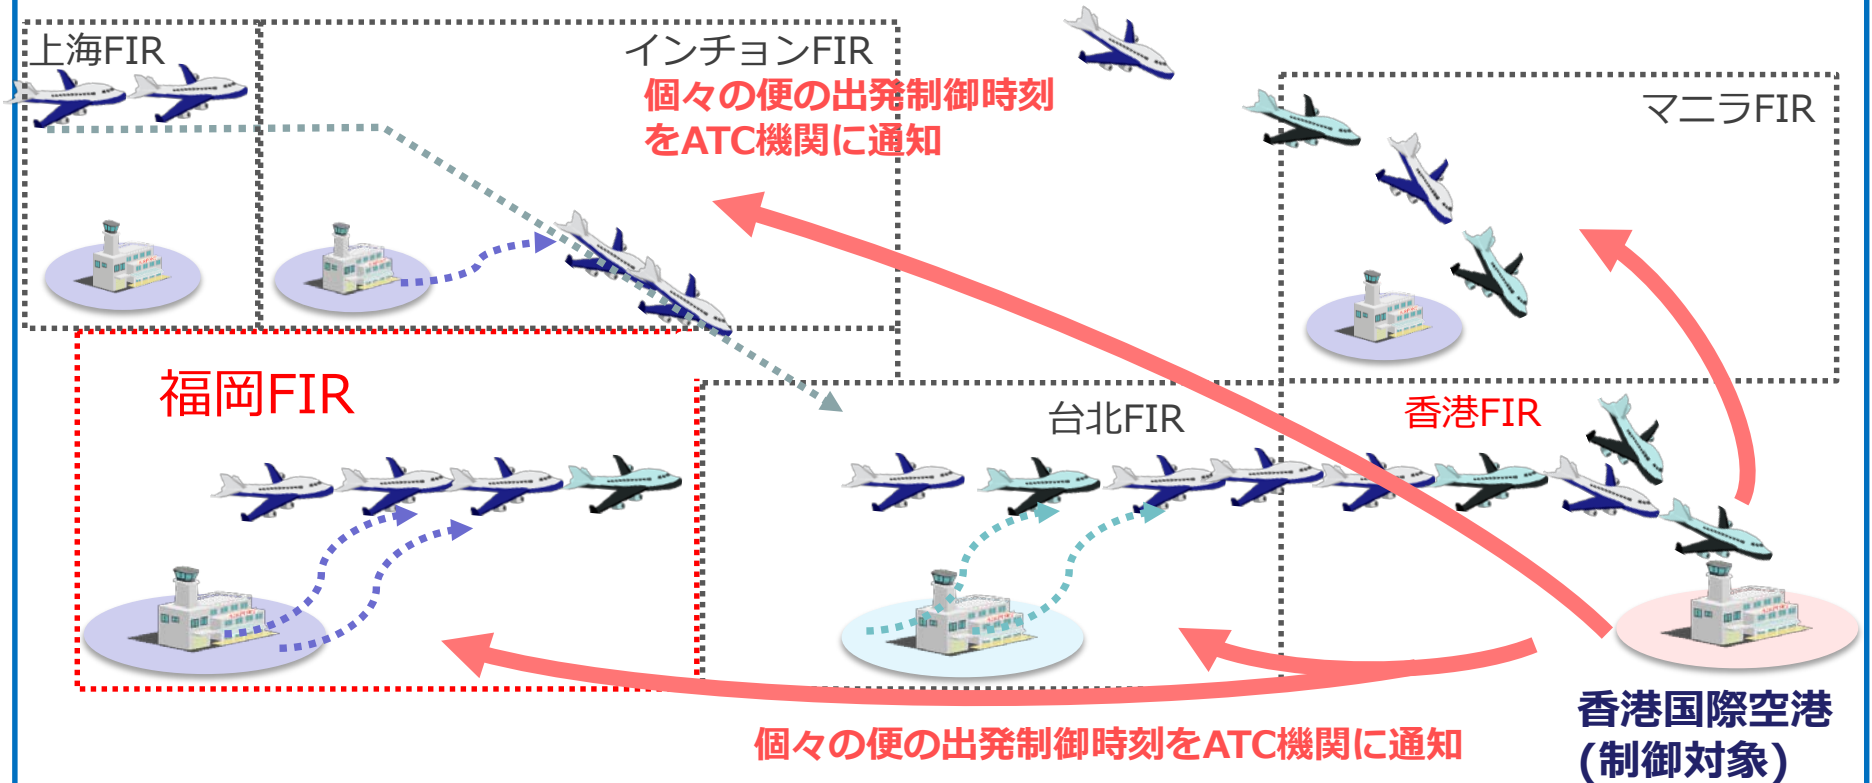 上海FIR
インチョンFIR
個々の便の出発制御時刻
をATC機関に通知
マニラFIR
福岡FIR
台北FIR
香港FIR
香港国際空港
(制御対象)
個々の便の出発制御時刻をATC機関に通知